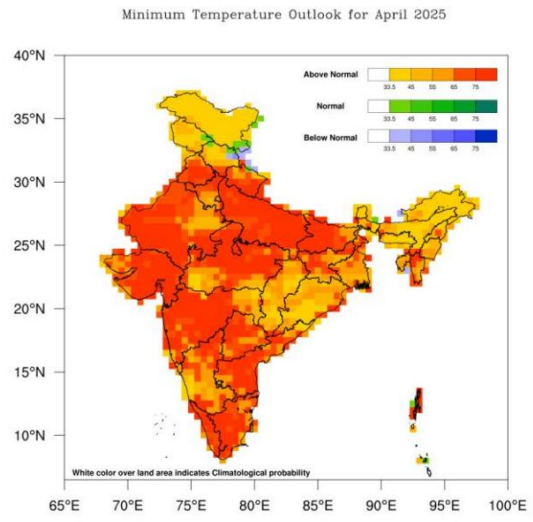 Minimum Temperature Outlook for April 2025
40°N
35°N
30°N
25°N
20°N
15°N
10°N
Above Normal
33.5 45 55 65 75
Normal
33.5 45 55 65 75
Below Normal
33.5 45 55 65 75
White color over land area indicates Climatological probability
65°E 70°E 75°E 80°E 85°E 90°E 95°E 100°E